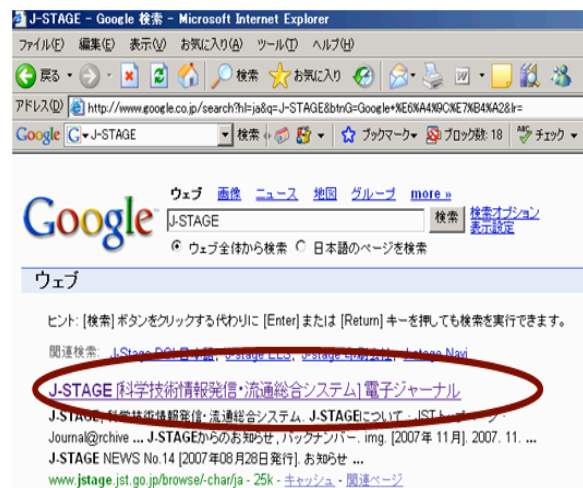 J-STAGE - Google 検索 - Microsoft Internet Explorer
ファイル(F) 編集(E) 表示(V) お気に入り(A) ツール(T) ヘルプ(H)
戻る 検索 お気に入り
アドレス(D) http://www.google.co.jp/search?hl=ja&q=J-STAGE&btnG=Google+%E6%A4%9C%E7%B4%A2&lr=
Google G J-STAGE 検索 ブックマーク ブロック数: 18 ABC チェック
ウェブ 画像 ニュース 地図 グループ more »
Google J-STAGE 検索 検索オプション
表示設定
ウェブ全体から検索 日本語のページを検索
ウェブ
ヒント: [検索] ボタンをクリックする代わりに [Enter] または [Return] キーを押しても検索を実行できます。
関連検索:
J-STAGE [科学技術情報発信・流通総合システム] 電子ジャーナル
J-STAGE, 科学技術情報発信・流通総合システム. J-STAGEについて · JSTトップページ ·
Journal@rchive ... J-STAGEからのお知らせ, バックナンバー. img. [2007年 11月]. 2007. 11. ...
J-STAGE NEWS No.14 [2007年08月28日発行]. お知らせ ...
www.jstage.jst.go.jp/browse/-char/ja - 25k - キャッシュ - 関連ページ